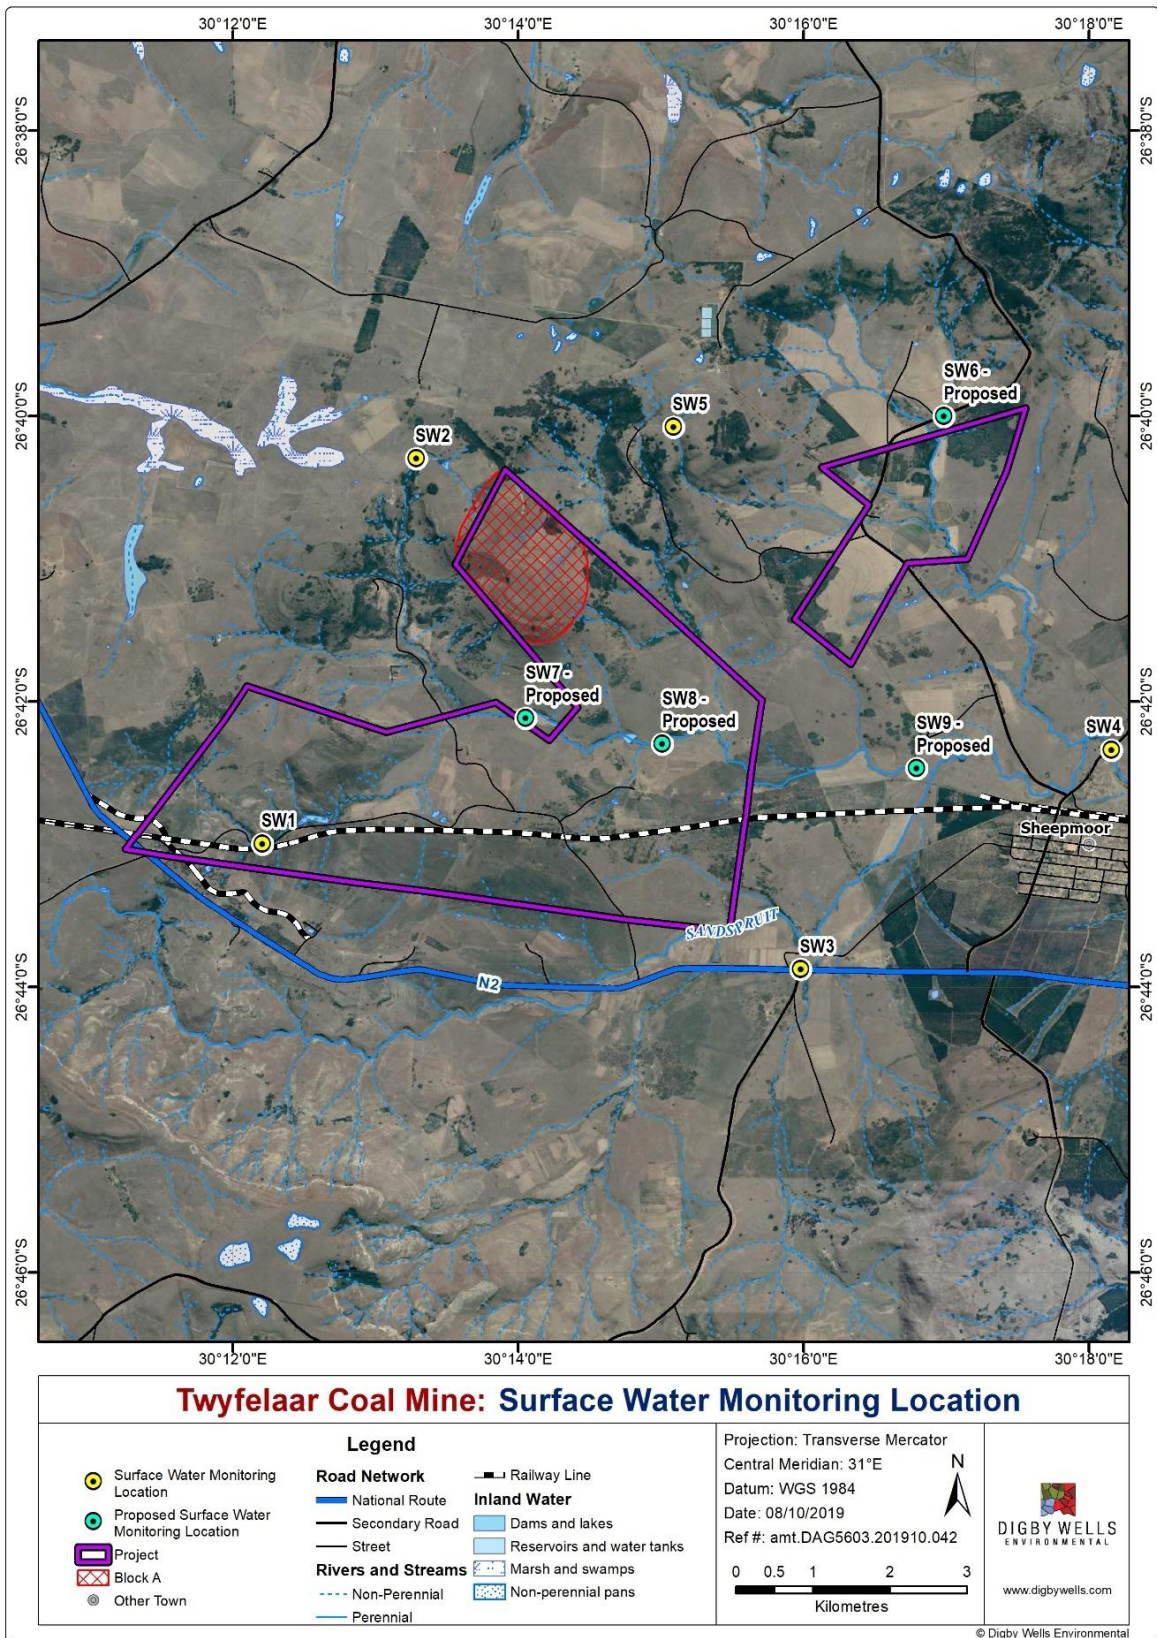 30°12'0"E
30°14'0"E
30°16'0"E
30°18'0"E
26°38'0"S
26°38'0"S
SW6 -
Proposed
SW5
26°40'0"S
26°40'0"S
SW2
SW7 -
Proposed
SW8 -
Proposed
26°42'0"S
26°42'0"S
SW9 -
Proposed
SW4
SW1
Sheepmoor
SANDSPRUIT
SW3
N2
26°44'0"S
26°44'0"S
26°46'0"S
26°46'0"S
30°12'0"E
30°14'0"E
30°16'0"E
30°18'0"E
Twyfelaar Coal Mine: Surface Water Monitoring Location
Legend
Surface Water Monitoring
Location
Proposed Surface Water
Monitoring Location
Project
Block A
Other Town
Road Network
National Route
Secondary Road
Street
Rivers and Streams
Non-Perennial
Perennial
Railway Line
Inland Water
Dams and lakes
Reservoirs and water tanks
Marsh and swamps
Non-perennial pans
Projection: Transverse Mercator
Central Meridian: 31°E
Datum: WGS 1984
Date: 08/10/2019
Ref #: amt.DAG5603.201910.042
N
0 0.5 1 2 3
Kilometres
DIGBY WELLS
ENVIRONMENTAL
www.digbywells.com
© Digby Wells Environmental